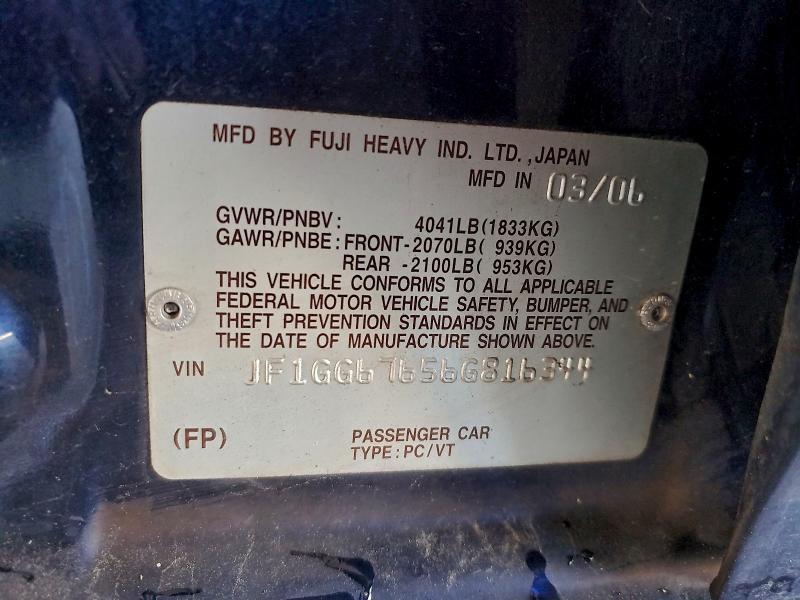 MFD BY FUJI HEAVY IND. LTD. ,JAPAN
MFD IN 03/06
GVWR/PNBV : 4041LB(1833KG)
GAWR/PNBE : FRONT-2070LB( 939KG)
REAR -2100LB( 953KG)
THIS VEHICLE CONFORMS TO ALL APPLICABLE
FEDERAL MOTOR VEHICLE SAFETY, BUMPER, AND
THEFT PREVENTION STANDARDS IN EFFECT ON
THE DATE OF MANUFACTURE SHOWN ABOVE.
VIN JF1GG67656G816344
(FP) PASSENGER CAR
TYPE : PC/VT